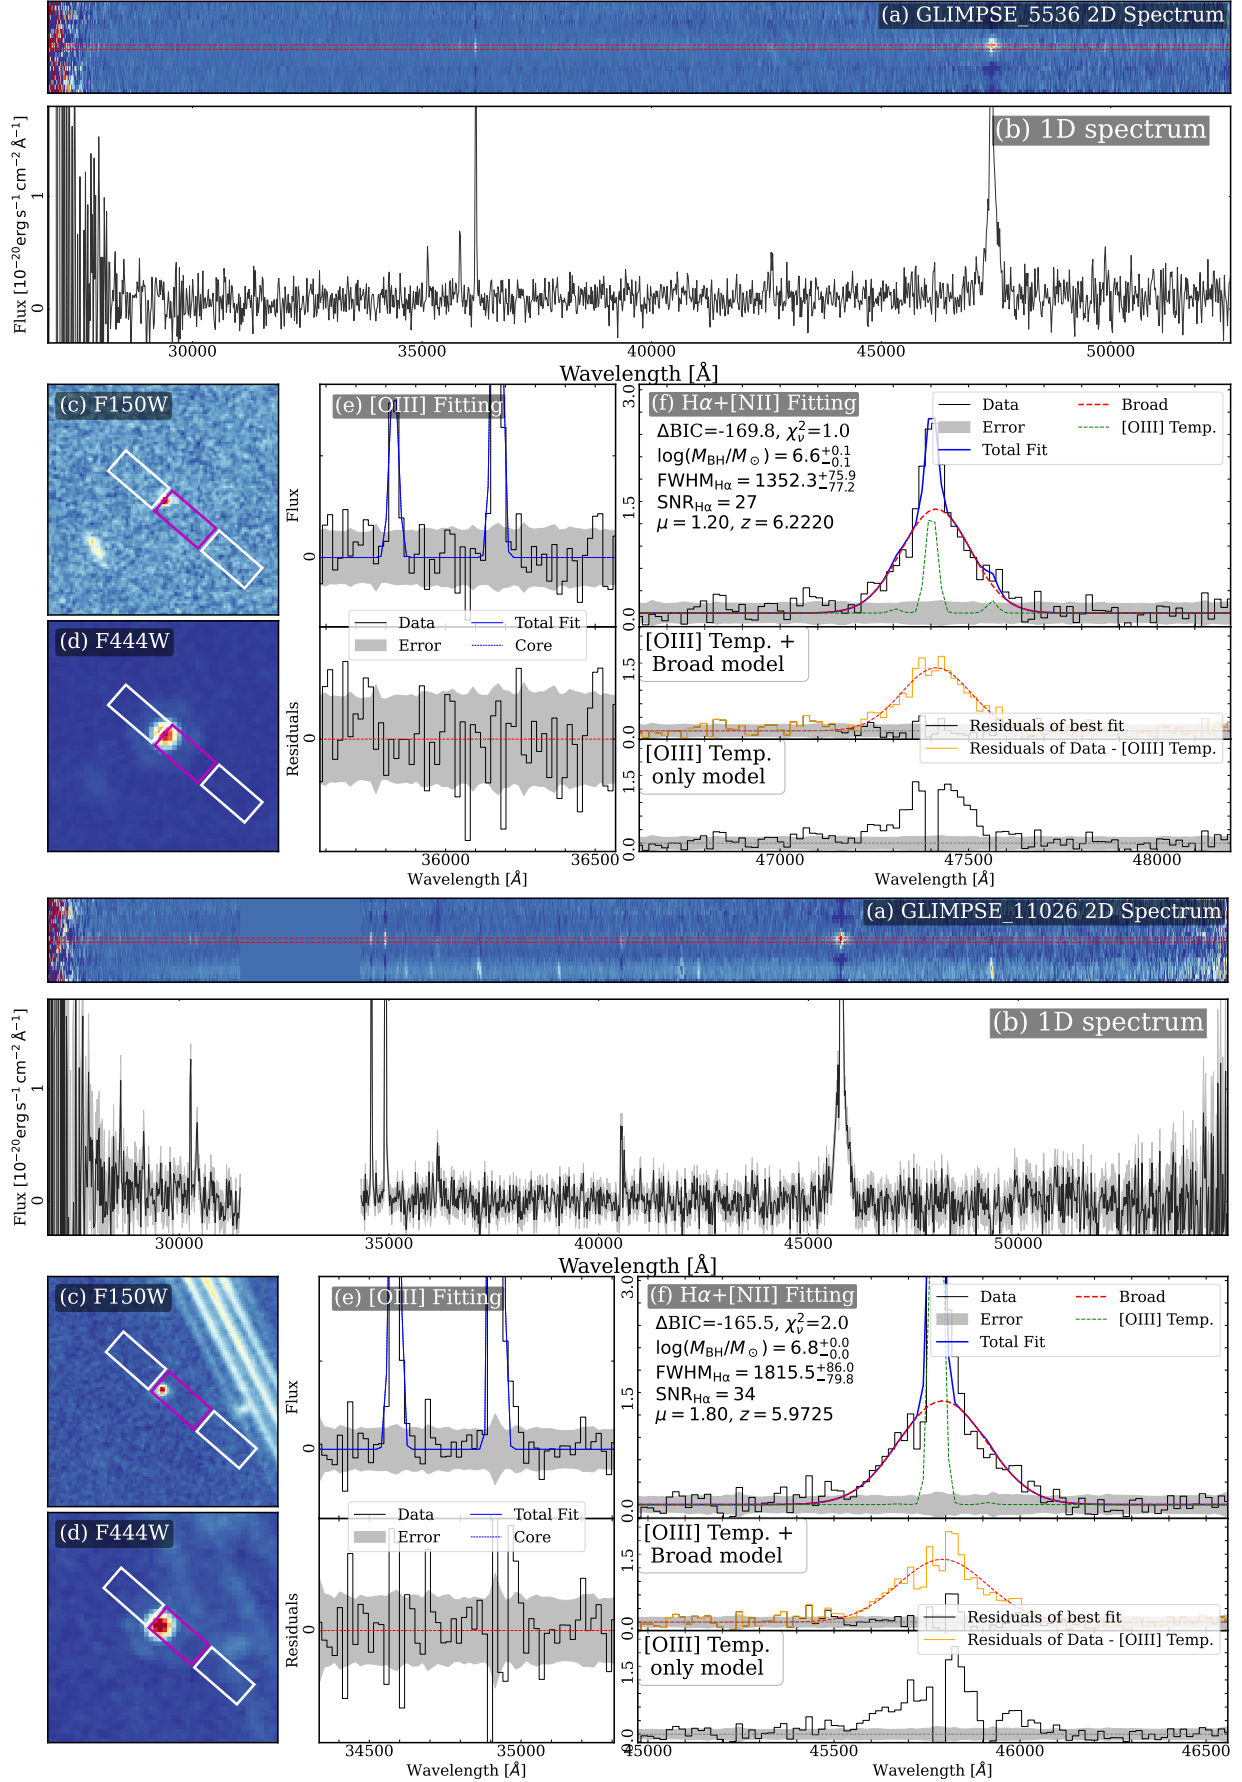 (a) GLIMPSE_5536 2D Spectrum
(b) 1D spectrum
Flux [10⁻²⁰erg s⁻¹ cm⁻² Å⁻¹]
1
0
30000 35000 40000 45000 50000
Wavelength [Å]
(c) F150W
(d) F444W
(e) [OIII] Fitting
Flux
0
Data Total Fit
Error Core
Residuals
0
36000 36500
Wavelength [Å]
(f) Hα+[NII] Fitting
ΔBIC=-169.8, χ²ᵥ=1.0
log(M_BH/M_⊙) = 6.6^{+0.1}_{-0.1}
FWHM_Hα = 1352.3^{+75.9}_{-77.2}
SNR_Hα = 27
μ = 1.20, z = 6.2220
Data Broad
Error [OIII] Temp.
Total Fit
3.0
1.5
0.0
[OIII] Temp. +
Broad model
1.5
0.0
Residuals of best fit
Residuals of Data - [OIII] Temp.
[OIII] Temp.
only model
1.5
0.0
47000 47500 48000
Wavelength [Å]
(a) GLIMPSE_11026 2D Spectrum
(b) 1D spectrum
Flux [10⁻²⁰erg s⁻¹ cm⁻² Å⁻¹]
1
0
30000 35000 40000 45000 50000
Wavelength [Å]
(c) F150W
(d) F444W
(e) [OIII] Fitting
Flux
0
Data Total Fit
Error Core
Residuals
0
34500 35000
Wavelength [Å]
(f) Hα+[NII] Fitting
ΔBIC=-165.5, χ²ᵥ=2.0
log(M_BH/M_⊙) = 6.8^{+0.0}_{-0.0}
FWHM_Hα = 1815.5^{+86.0}_{-79.8}
SNR_Hα = 34
μ = 1.80, z = 5.9725
Data Broad
Error [OIII] Temp.
Total Fit
3.0
1.5
0.0
[OIII] Temp. +
Broad model
1.5
0.0
Residuals of best fit
Residuals of Data - [OIII] Temp.
[OIII] Temp.
only model
1.5
0.0
45000 45500 46000 46500
Wavelength [Å]